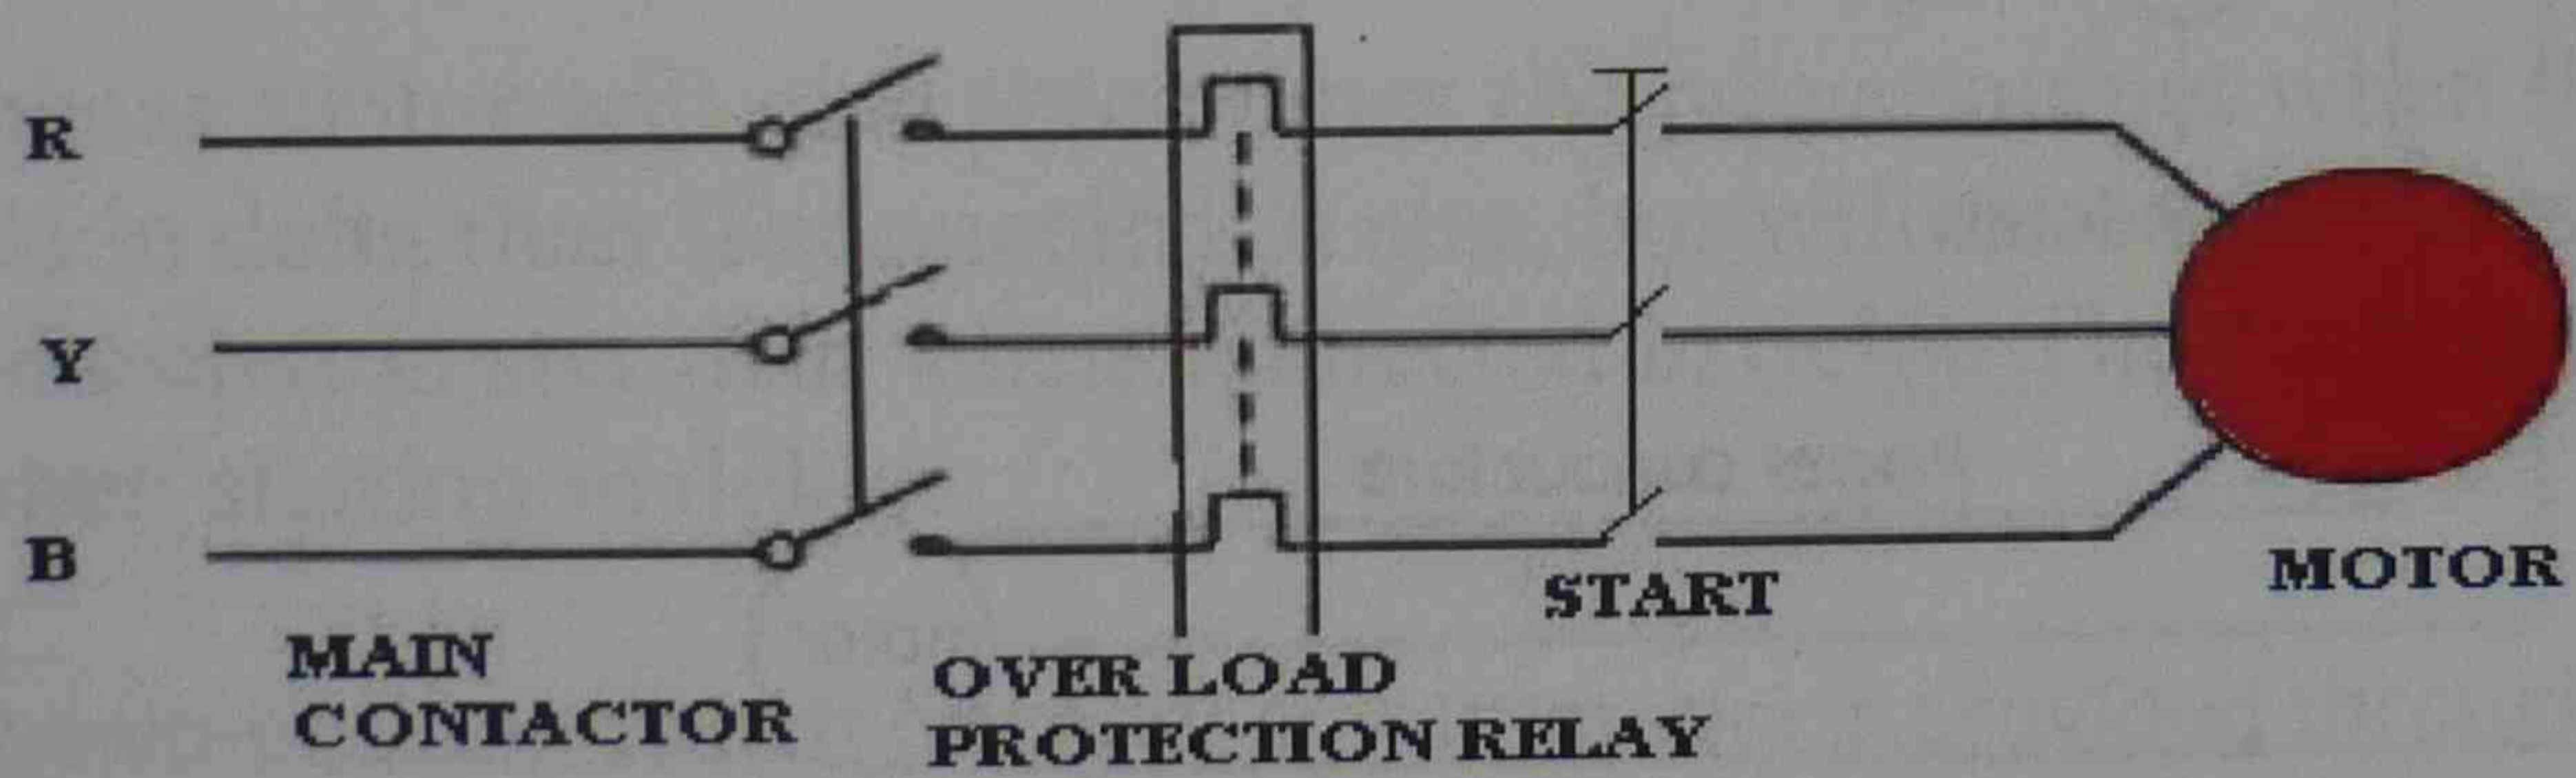 R
Y
B
MAIN
CONTACTOR
OVER LOAD
PROTECTION RELAY
START
MOTOR